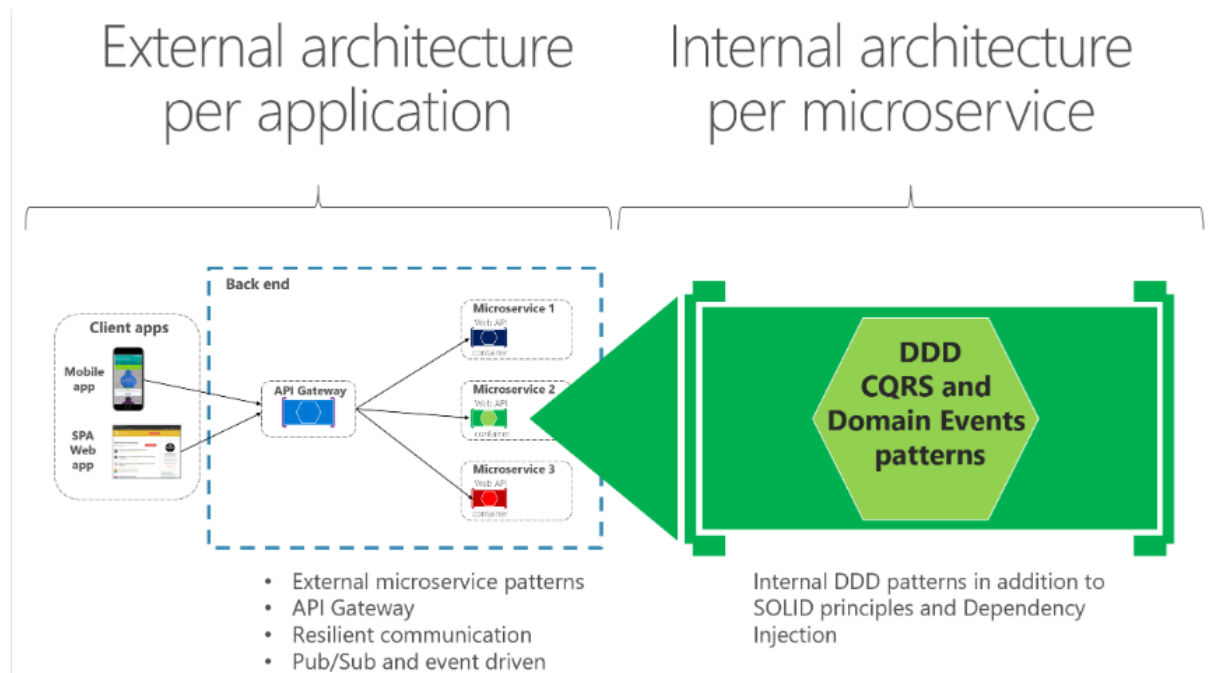 External architecture
per application
Internal architecture
per microservice
Back end
Client apps
Mobile
app
SPA
Web
app
API Gateway
Microservice 1
Web API
container
Microservice 2
Web API
container
Microservice 3
Web API
container
DDD
CQRS and
Domain Events
patterns
• External microservice patterns
• API Gateway
• Resilient communication
• Pub/Sub and event driven
Internal DDD patterns in addition to
SOLID principles and Dependency
Injection